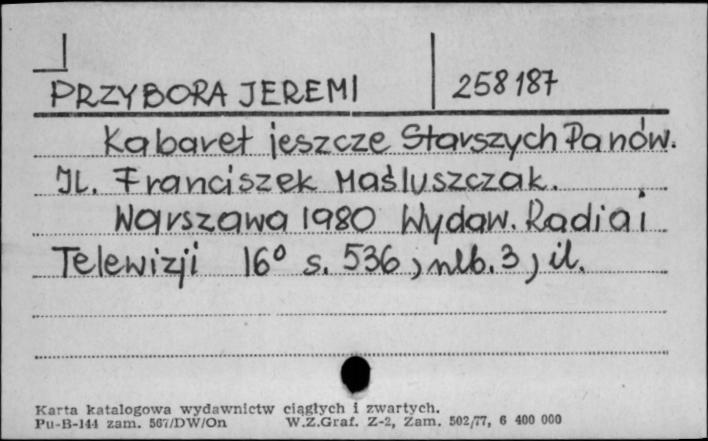 PRZYBORA JEREMI 258187
Kabaret jeszcze Starszych Panów.
Il. Franciszek Maśluszczak.
Warszawa 1980 Wydaw. Radia i
Telewizji 16° s. 536, nlb. 3, il.
Karta katalogowa wydawnictw ciągłych i zwartych.
Pu-B-144 zam. 567/DW/On W.Z.Graf. Z-2, Zam. 502/77, 6 400 000